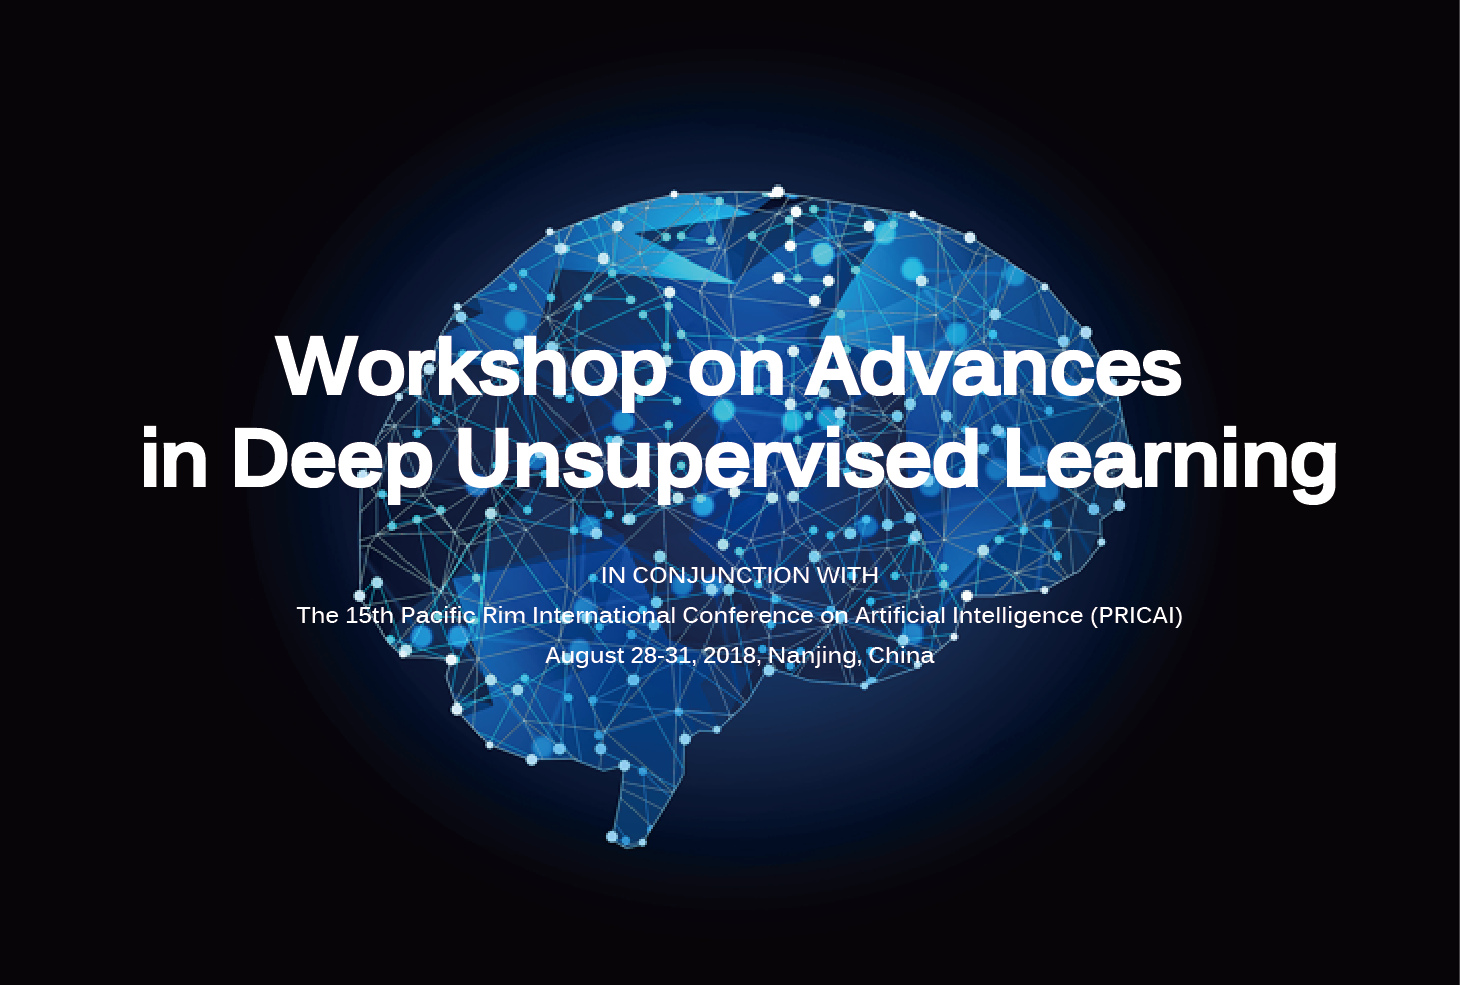 Workshop on Advances
in Deep Unsupervised Learning
IN CONJUNCTION WITH
The 15th Pacific Rim International Conference on Artificial Intelligence (PRICAI)
August 28-31, 2018, Nanjing, China